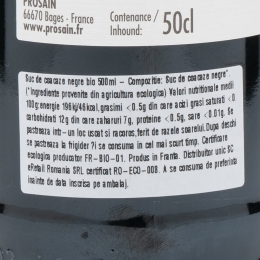 PROSAIN
66670 Bages - France
www.prosain.fr
Contenance /
Inhoud:
50cl
Suc de coacaze negre bio 500ml - Compozitie: Suc de coacaze negre*
(*Ingrediente provenite din agricultura ecologica) Valori nutritionale medii
100g:energie 196kj/46kcal, grasimi < 0.5g din care acizi grasi saturati < 0
carbohidrati 12g din care zaharuri 7g, proteine <0.5g, sare <0.01g. Se
pastreaza intr- un loc uscat si racoros,ferit de razele soarelui. Dupa deschi
se pastreaza la frigider ?i se consuma in cel mai scurt timp. Certificare
ecologica producator FR-BIO-01. Produs in Franta. Distribuitor unic SC
eRetail Romania SRL certificat RO-ECO-008. A se consuma de preferinta
inainte de data inscrisa pe ambalaj.